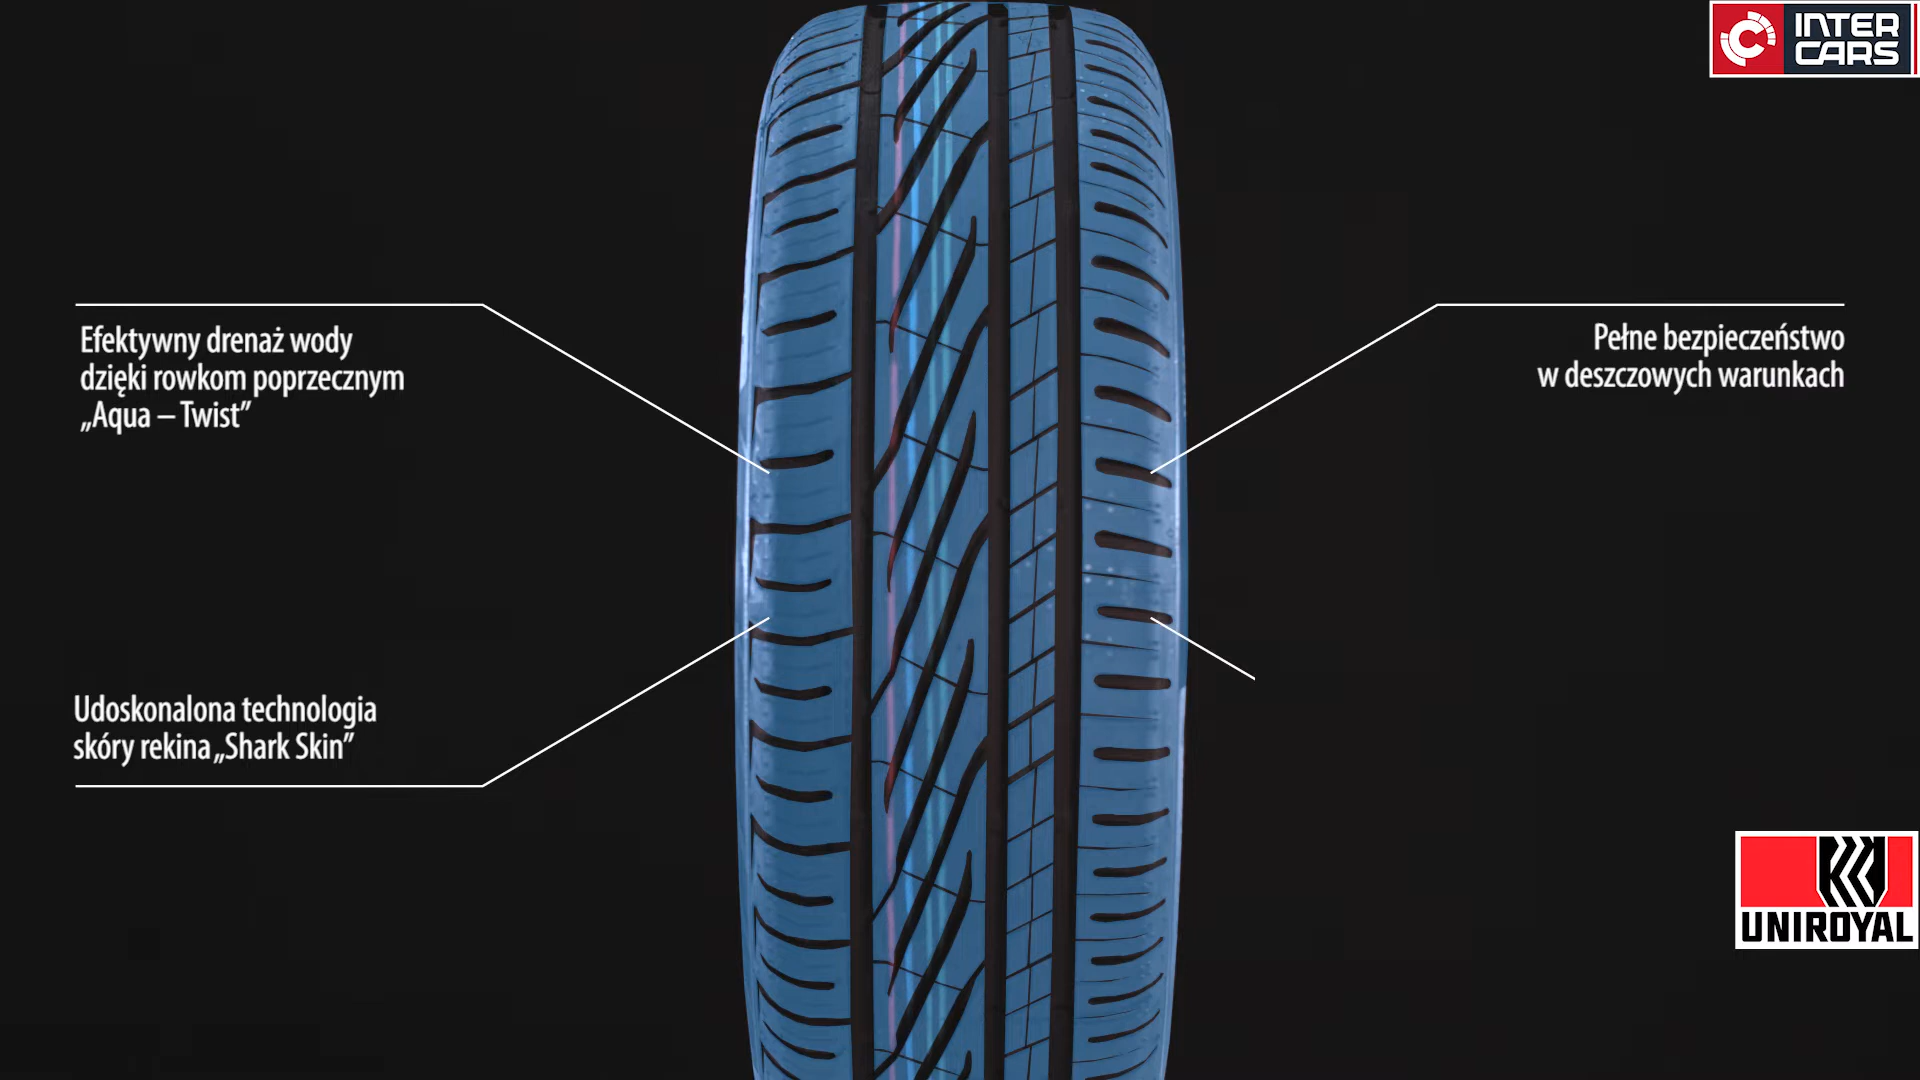 INTER
CARS
Efektywny drenaż wody
dzięki rowkom poprzecznym
„Aqua – Twist”
Pełne bezpieczeństwo
w deszczowych warunkach
Udoskonalona technologia
skóry rekina „Shark Skin”
UNIROYAL